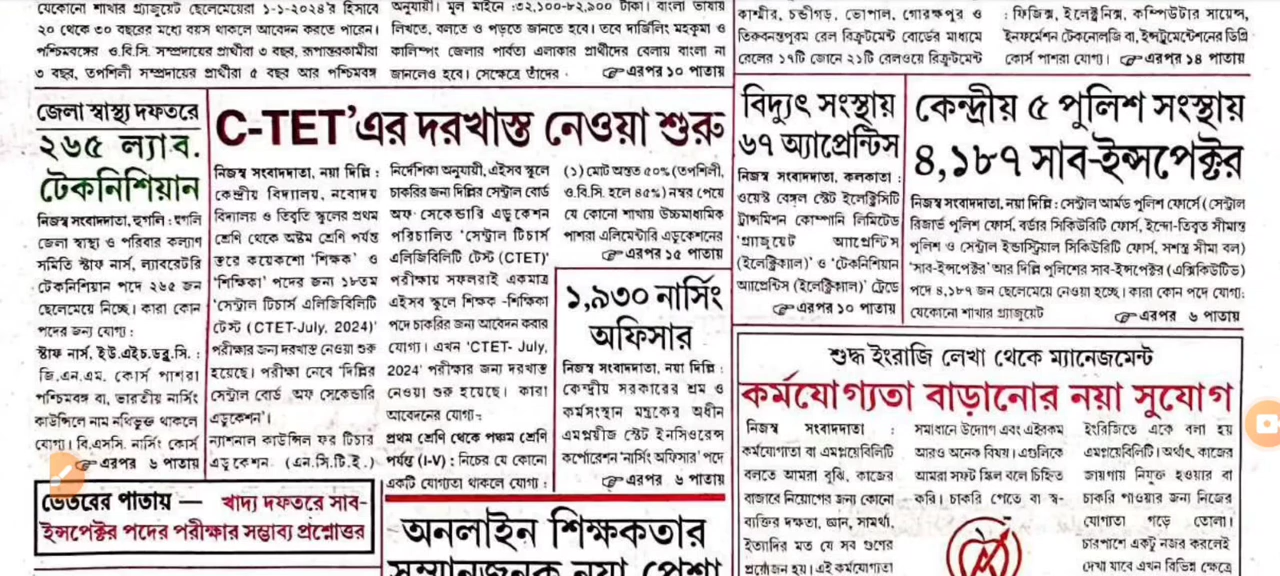 যেকোনো শাখার গ্র্যাজুয়েট ছেলেমেয়েরা ১-১-২০২৪'র হিসাবে
২০ থেকে ৩০ বছরের মধ্যে বয়স থাকলে আবেদন করতে পারেন।
পশ্চিমবঙ্গের ও.বি.সি. সম্প্রদায়ের প্রার্থীরা ৩ বছর, রূপান্তরকামীরা
৩ বছর, তপশিলী সম্প্রদায়ের প্রার্থীরা ৫ বছর আর পশ্চিমবঙ্গ
অনুযায়ী। মূল মাইনে :৩২,১০০-৮২,৯০০ টাকা। বাংলা ভাষায়
লিখতে, বলতে ও পড়তে জানতে হবে। তবে দার্জিলিং মহকুমা ও
কালিম্পং জেলার পার্বত্য এলাকার প্রার্থীদের বেলায় বাংলা না
জানলেও হবে। সেক্ষেত্রে তাঁদের এরপর ১০ পাতায়
কাশ্মীর, চন্ডীগড়, ভোপাল, গোরক্ষপুর ও
তিরুবনন্তপুরম রেল রিক্রুটমেন্ট বোর্ডের মাধ্যমে
রেলের ১৭টি জোনে ২১টি রেলওয়ে রিক্রুটমেন্ট
: ফিজিক্স, ইলেক্ট্রনিক্স, কম্পিউটার সায়েন্স,
ইনফর্মেশন টেকনোলজি বা, ইন্সট্রুমেন্টেশনের ডিগ্রি
কোর্স পাশরা যোগ্য। এরপর ১৪ পাতায়
জেলা স্বাস্থ্য দফতরে
২৬৫ ল্যাব.
টেকনিশিয়ান
নিজস্ব সংবাদদাতা, হুগলি : হুগলি
জেলা স্বাস্থ্য ও পরিবার কল্যাণ
সমিতি স্টাফ নার্স, ল্যাবরেটরি
টেকনিশিয়ান পদে ২৬৫ জন
ছেলেমেয়ে নিচ্ছে। কারা কোন
পদের জন্য যোগ্য :
স্টাফ নার্স, ইউ.এইচ.ডব্লু.সি. :
জি.এন.এম. কোর্স পাশরা
পশ্চিমবঙ্গ বা, ভারতীয় নার্সিং
কাউন্সিলে নাম নথিভুক্ত থাকলে
যোগ্য। বি.এসসি. নার্সিং কোর্স
এরপর ৬ পাতায়
C-TET'এর দরখাস্ত নেওয়া শুরু
নিজস্ব সংবাদদাতা, নয়া দিল্লি :
কেন্দ্রীয় বিদ্যালয়, নবোদয়
বিদ্যালয় ও তিব্বতি স্কুলের প্রথম
শ্রেণি থেকে অষ্টম শ্রেণি পর্যন্ত
স্তরে কয়েকশো 'শিক্ষক' ও
'শিক্ষিকা' পদের জন্য ১৮তম
'সেন্ট্রাল টিচার্স এলিজিবিলিটি
টেস্ট (CTET-July, 2024)'
পরীক্ষার জন্য দরখাস্ত নেওয়া শুরু
হয়েছে। পরীক্ষা নেবে 'দিল্লির
সেন্ট্রাল বোর্ড অফ সেকেন্ডারি
এডুকেশন'।
ন্যাশনাল কাউন্সিল ফর টিচার
এডুকেশন (এন.সি.টি.ই.)
নির্দেশিকা অনুযায়ী, এইসব স্কুলে
চাকরির জন্য দিল্লির সেন্ট্রাল বোর্ড
অফ সেকেন্ডারি এডুকেশন
পরিচালিত 'সেন্ট্রাল টিচার্স
এলিজিবিলিটি টেস্ট (CTET)'
পরীক্ষায় সফলরাই একমাত্র
এইসব স্কুলে শিক্ষক -শিক্ষিকা
পদে চাকরির জন্য আবেদন করার
যোগ্য। এখন 'CTET- July,
2024' পরীক্ষার জন্য দরখাস্ত
নেওয়া শুরু হয়েছে। কারা
আবেদনের যোগ্য:
প্রথম শ্রেণি থেকে পঞ্চম শ্রেণি
পর্যন্ত (I-V) : নিচের যে কোনো
একটি যোগ্যতা থাকলে যোগ্য :
(১) মোট অন্তত ৫০% (তপশিলী,
ও.বি.সি. হলে ৪৫%) নম্বর পেয়ে
যে কোনো শাখায় উচ্চমাধ্যমিক
পাশরা এলিমেন্টারি এডুকেশনের
এরপর ১৫ পাতায়
১,৯৩০ নার্সিং
অফিসার
নিজস্ব সংবাদদাতা, নয়া দিল্লি :
কেন্দ্রীয় সরকারের শ্রম ও
কর্মসংস্থান মন্ত্রকের অধীন
এমপ্লয়ীজ স্টেট ইনসিওরেন্স
কর্পোরেশন 'নার্সিং অফিসার' পদে
এরপর ৬ পাতায়
বিদ্যুৎ সংস্থায়
৬৭ অ্যাপ্রেন্টিস
নিজস্ব সংবাদদাতা, কলকাতা :
ওয়েস্ট বেঙ্গল স্টেট ইলেক্ট্রিসিটি
ট্রান্সমিশন কোম্পানি লিমিটেড
'গ্র্যাজুয়েট অ্যাপ্রেন্টিস
(ইলেক্ট্রিক্যাল)' ও 'টেকনিশিয়ান
অ্যাপ্রেন্টিস (ইলেক্ট্রিক্যাল)' ট্রেডে
এরপর ১০ পাতায়
কেন্দ্রীয় ৫ পুলিশ সংস্থায়
৪,১৮৭ সাব-ইন্সপেক্টর
নিজস্ব সংবাদদাতা, নয়া দিল্লি : সেন্ট্রাল আর্মড পুলিশ ফোর্সে (সেন্ট্রাল
রিজার্ভ পুলিশ ফোর্স, বর্ডার সিকিউরিটি ফোর্স, ইন্দো-তিব্বত সীমান্ত
পুলিশ ও সেন্ট্রাল ইন্ডাস্ট্রিয়াল সিকিউরিটি ফোর্স, সশস্ত্র সীমা বল)
'সাব-ইন্সপেক্টর' আর দিল্লি পুলিশের সাব-ইন্সপেক্টর (এক্সিকিউটিভ)
পদে ৪,১৮৭ জন ছেলেমেয়ে নেওয়া হচ্ছে। কারা কোন পদে যোগ্য:
যেকোনো শাখার গ্র্যাজুয়েট এরপর ৬ পাতায়
শুদ্ধ ইংরাজি লেখা থেকে ম্যানেজমেন্ট
কর্মযোগ্যতা বাড়ানোর নয়া সুযোগ
নিজস্ব সংবাদদাতা :
কর্মযোগ্যতা বা এমপ্লয়েবিলিটি
বলতে আমরা বুঝি, কাজের
বাজারে নিয়োগের জন্য কোনো
ব্যক্তির দক্ষতা, জ্ঞান, সামর্থ্য,
ইত্যাদির মত যে সব গুণের
প্রয়োজন হয়। এই কর্মযোগ্যতা
সমাধানে উদ্যোগ এবং এইরকম
আরও অনেক বিষয়। এগুলিকে
আমরা সফট স্কিল বলে চিহ্নিত
করি। চাকরি পেতে বা স্ব-
ইংরিজিতে একে বলা হয়
এমপ্লয়েবিলিটি। অর্থাৎ কাজের
জায়গায় নিযুক্ত হওয়ার বা
চাকরি পাওয়ার জন্য নিজের
যোগ্যতা গড়ে তোলা।
চারপাশে একটু নজর করলেই
দেখা যাবে এখন বিভিন্ন ক্ষেত্রে
ভেতরের পাতায় — খাদ্য দফতরে সাব-
ইন্সপেক্টর পদের পরীক্ষার সম্ভাব্য প্রশ্নোত্তর
অনলাইন শিক্ষকতার
সম্মানজনক নয়া পেশা